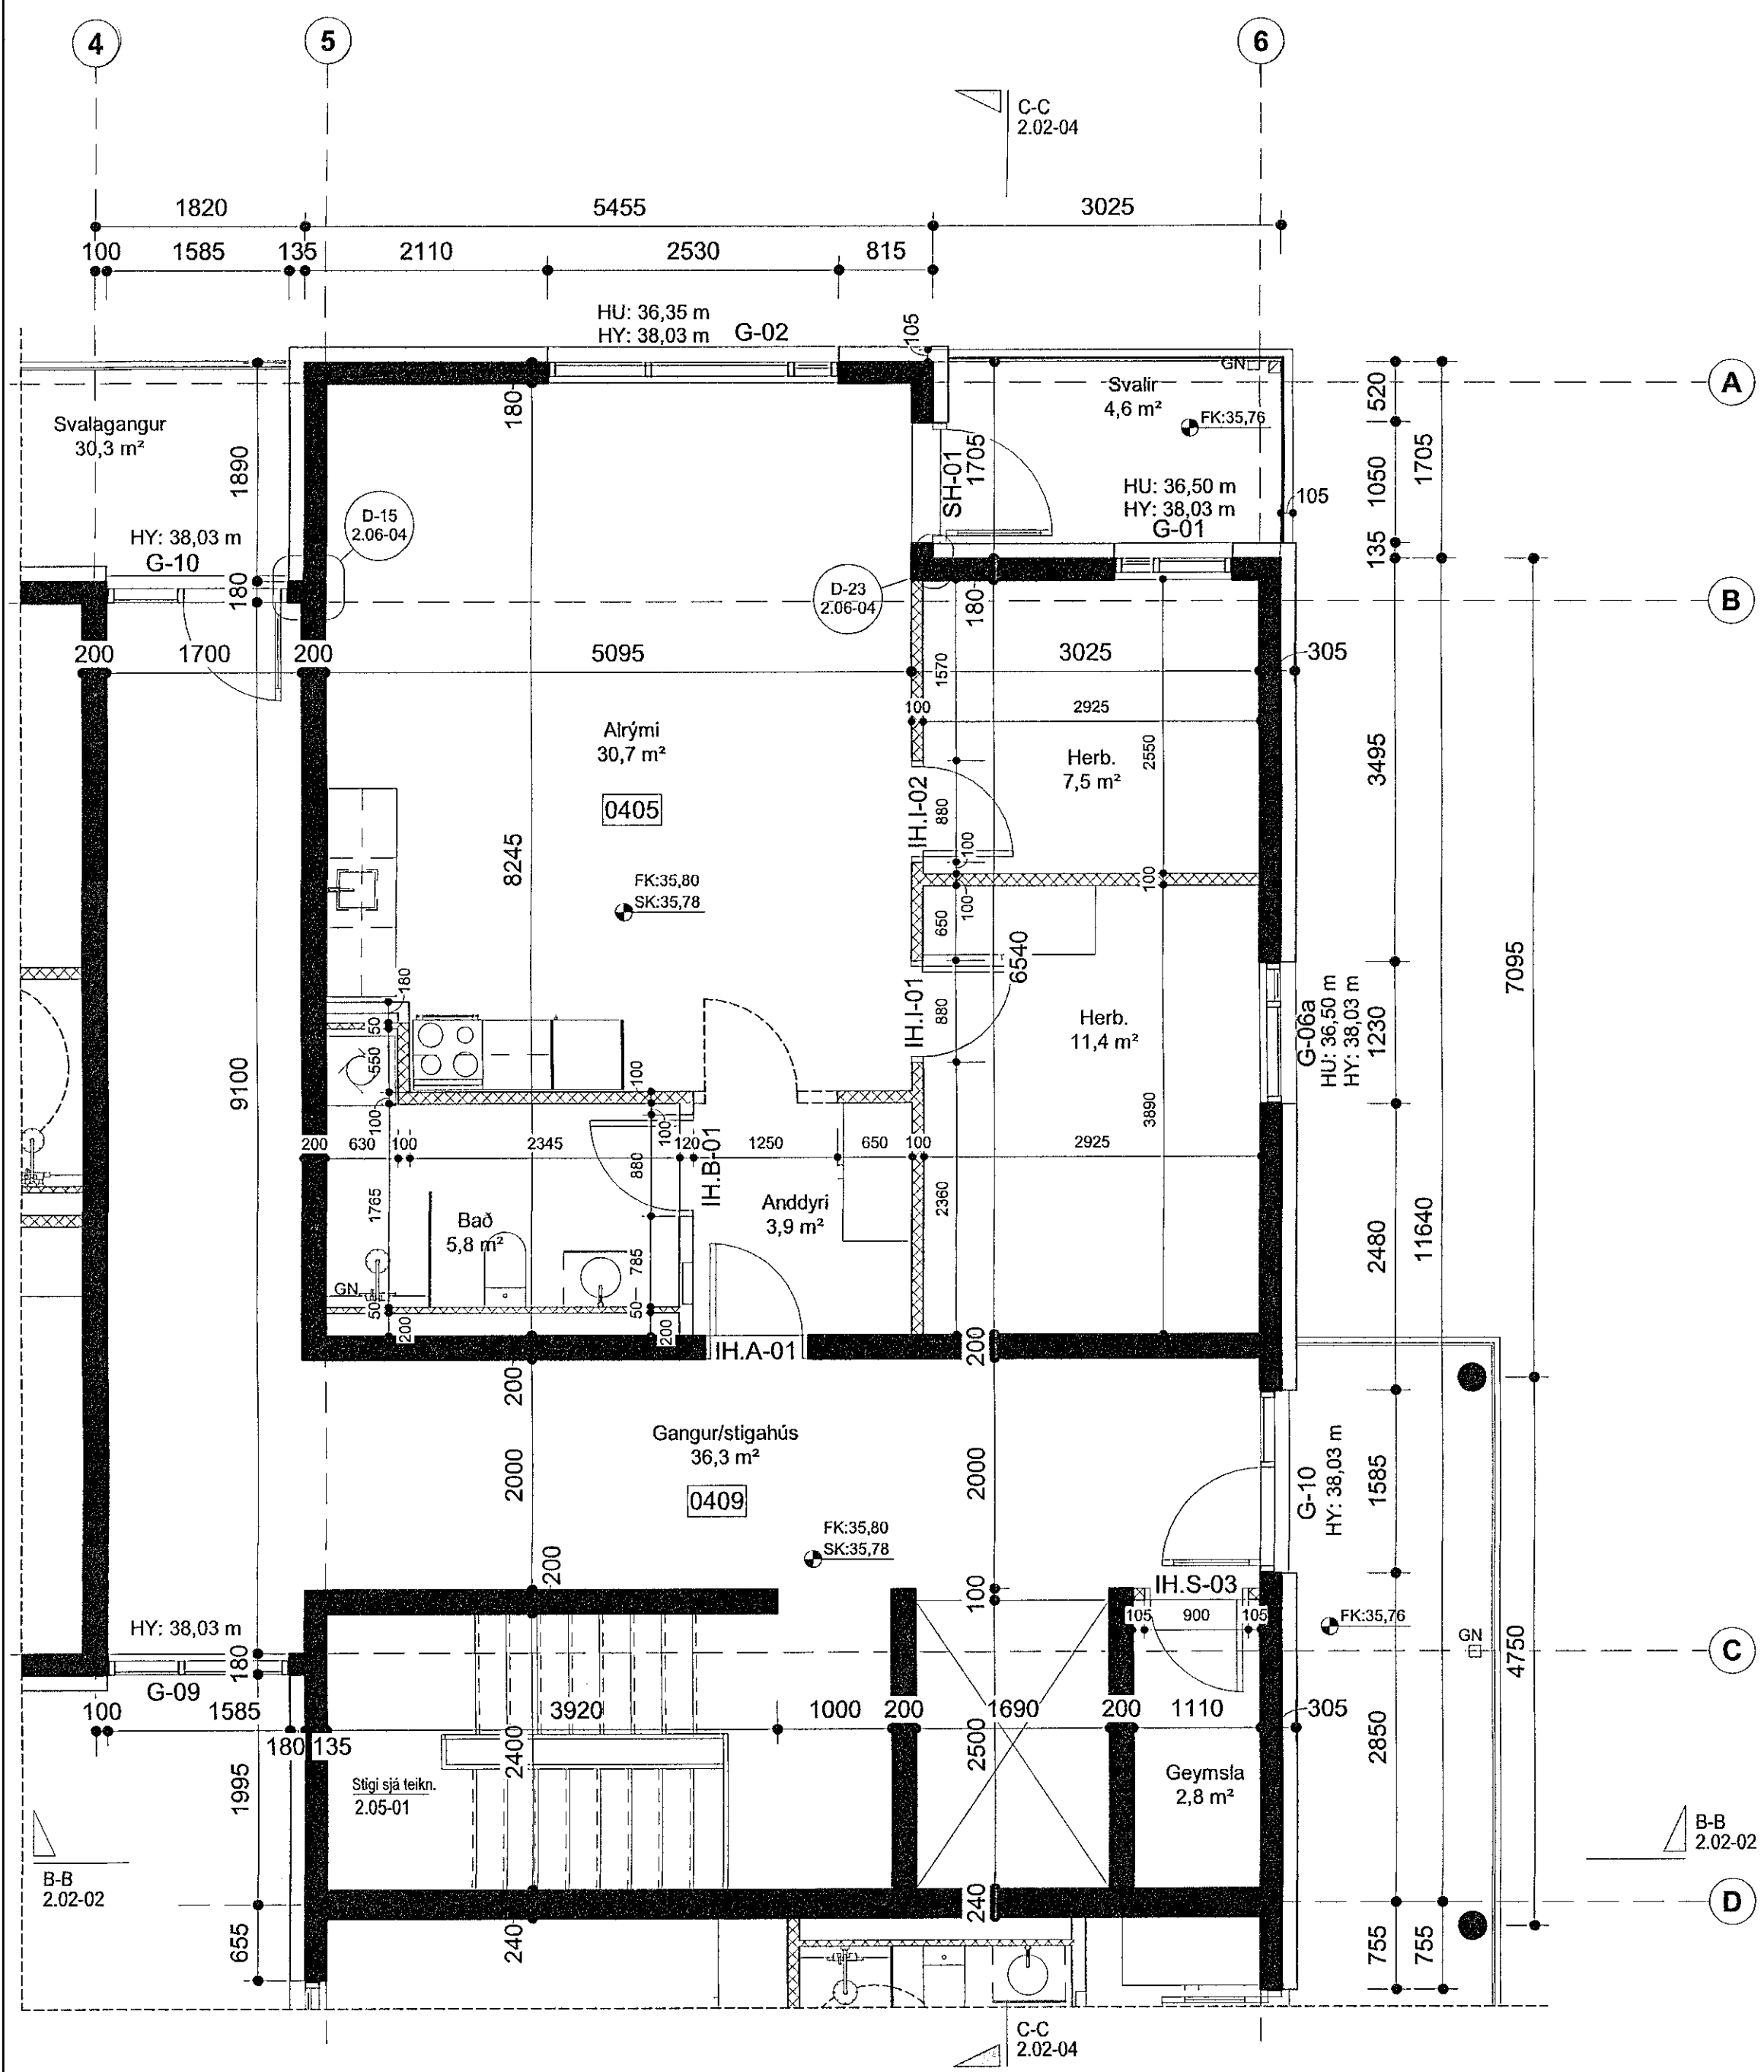 4
5
6
C-C
2.02-04
1820
5455
3025
100
1585
135
2110
2530
815
HU: 36,35 m
HY: 38,03 m
G-02
105
GN
A
Svalir
4,6 m²
FK:35,76
520
180
Svalagangur
30,3 m²
1890
SH-01
1705
1050
1705
HU: 36,50 m
HY: 38,03 m
G-01
105
D-15
2.06-04
HY: 38,03 m
G-10
135
180
D-23
2.06-04
180
B
200
1700
200
5095
3025
305
1570
100
2925
Alrými
30,7 m²
Herb.
7,5 m²
2550
3495
0405
IH.I-02
880
8245
100
FK:35,80
SK:35,78
100
100
650
6540
7095
180
50
550
IH.I-01
880
Herb.
11,4 m²
G-06a
HU: 36,50 m
HY: 38,03 m
1230
9100
100
100
100
3890
200
630
100
2345
120
1250
650
100
2925
880
IH.B-01
1765
Bað
5,8 m²
Anddyri
3,9 m²
2360
2480
11640
785
GN
50
200
50
200
IH.A-01
200
200
Gangur/stigahús
36,3 m²
2000
2000
0409
G-10
HY: 38,03 m
1585
FK:35,80
SK:35,78
200
100
IH.S-03
105
900
105
FK:35,76
GN
HY: 38,03 m
180
4750
C
G-09
100
1585
3920
1000
200
1690
200
1110
305
180
135
2400
2500
2850
Stigi sjá teikn.
2.05-01
1995
Geymsla
2,8 m²
B-B
2.02-02
B-B
2.02-02
240
D
655
240
755
755
C-C
2.02-04